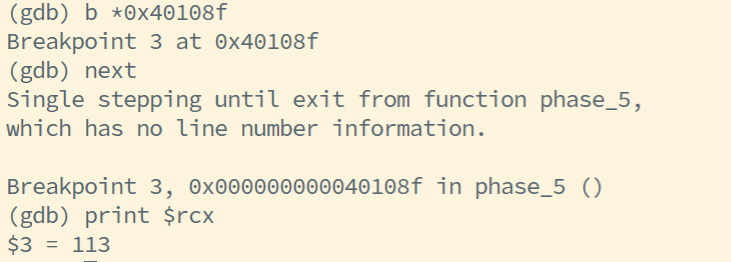 (gdb) b *0x40108f
Breakpoint 3 at 0x40108f
(gdb) next
Single stepping until exit from function phase_5,
which has no line number information.

Breakpoint 3, 0x000000000040108f in phase_5 ()
(gdb) print $rcx
$3 = 113